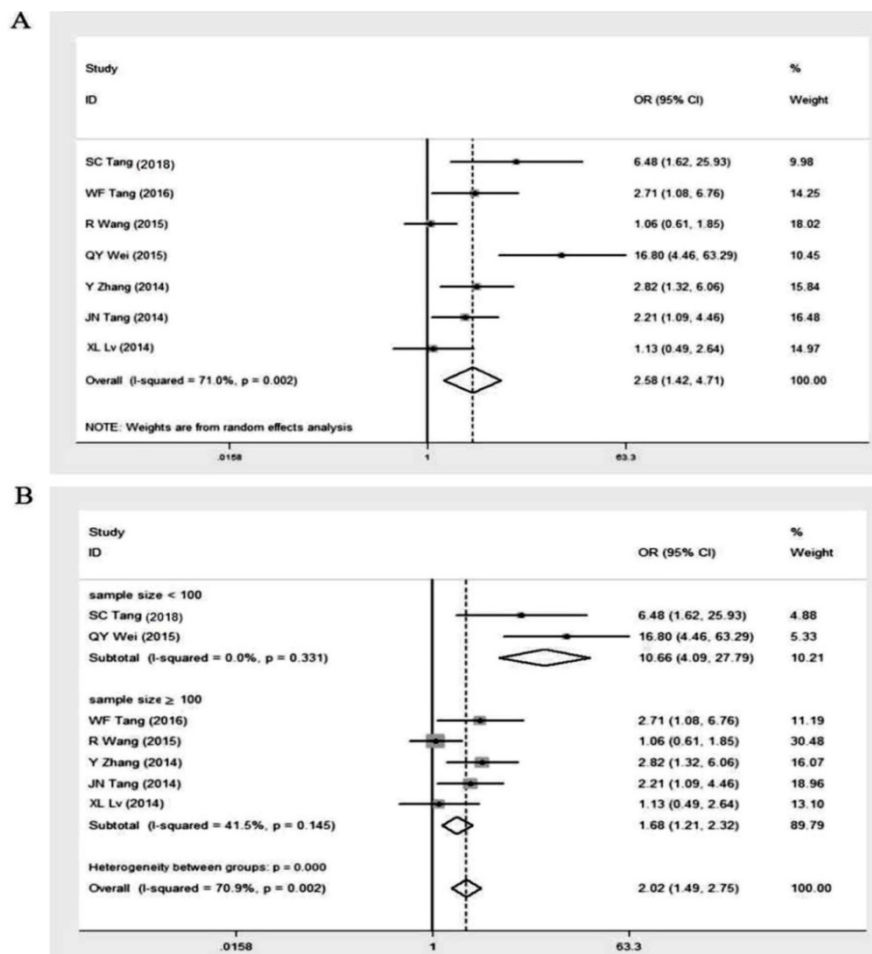 A
Study %
ID OR (95% CI) Weight
SC Tang (2018) 6.48 (1.62, 25.93) 9.98
WF Tang (2016) 2.71 (1.08, 6.76) 14.25
R Wang (2015) 1.06 (0.61, 1.85) 18.02
QY Wei (2015) 16.80 (4.46, 63.29) 10.45
Y Zhang (2014) 2.82 (1.32, 6.06) 15.84
JN Tang (2014) 2.21 (1.09, 4.46) 16.48
XL Lv (2014) 1.13 (0.49, 2.64) 14.97
Overall (I-squared = 71.0%, p = 0.002) 2.58 (1.42, 4.71) 100.00
NOTE: Weights are from random effects analysis
.0158 1 63.3
B
Study %
ID OR (95% CI) Weight
sample size < 100
SC Tang (2018) 6.48 (1.62, 25.93) 4.88
QY Wei (2015) 16.80 (4.46, 63.29) 5.33
Subtotal (I-squared = 0.0%, p = 0.331) 10.66 (4.09, 27.79) 10.21
sample size ≥ 100
WF Tang (2016) 2.71 (1.08, 6.76) 11.19
R Wang (2015) 1.06 (0.61, 1.85) 30.48
Y Zhang (2014) 2.82 (1.32, 6.06) 16.07
JN Tang (2014) 2.21 (1.09, 4.46) 18.96
XL Lv (2014) 1.13 (0.49, 2.64) 13.10
Subtotal (I-squared = 41.5%, p = 0.145) 1.68 (1.21, 2.32) 89.79
Heterogeneity between groups: p = 0.000
Overall (I-squared = 70.9%, p = 0.002) 2.02 (1.49, 2.75) 100.00
.0158 1 63.3